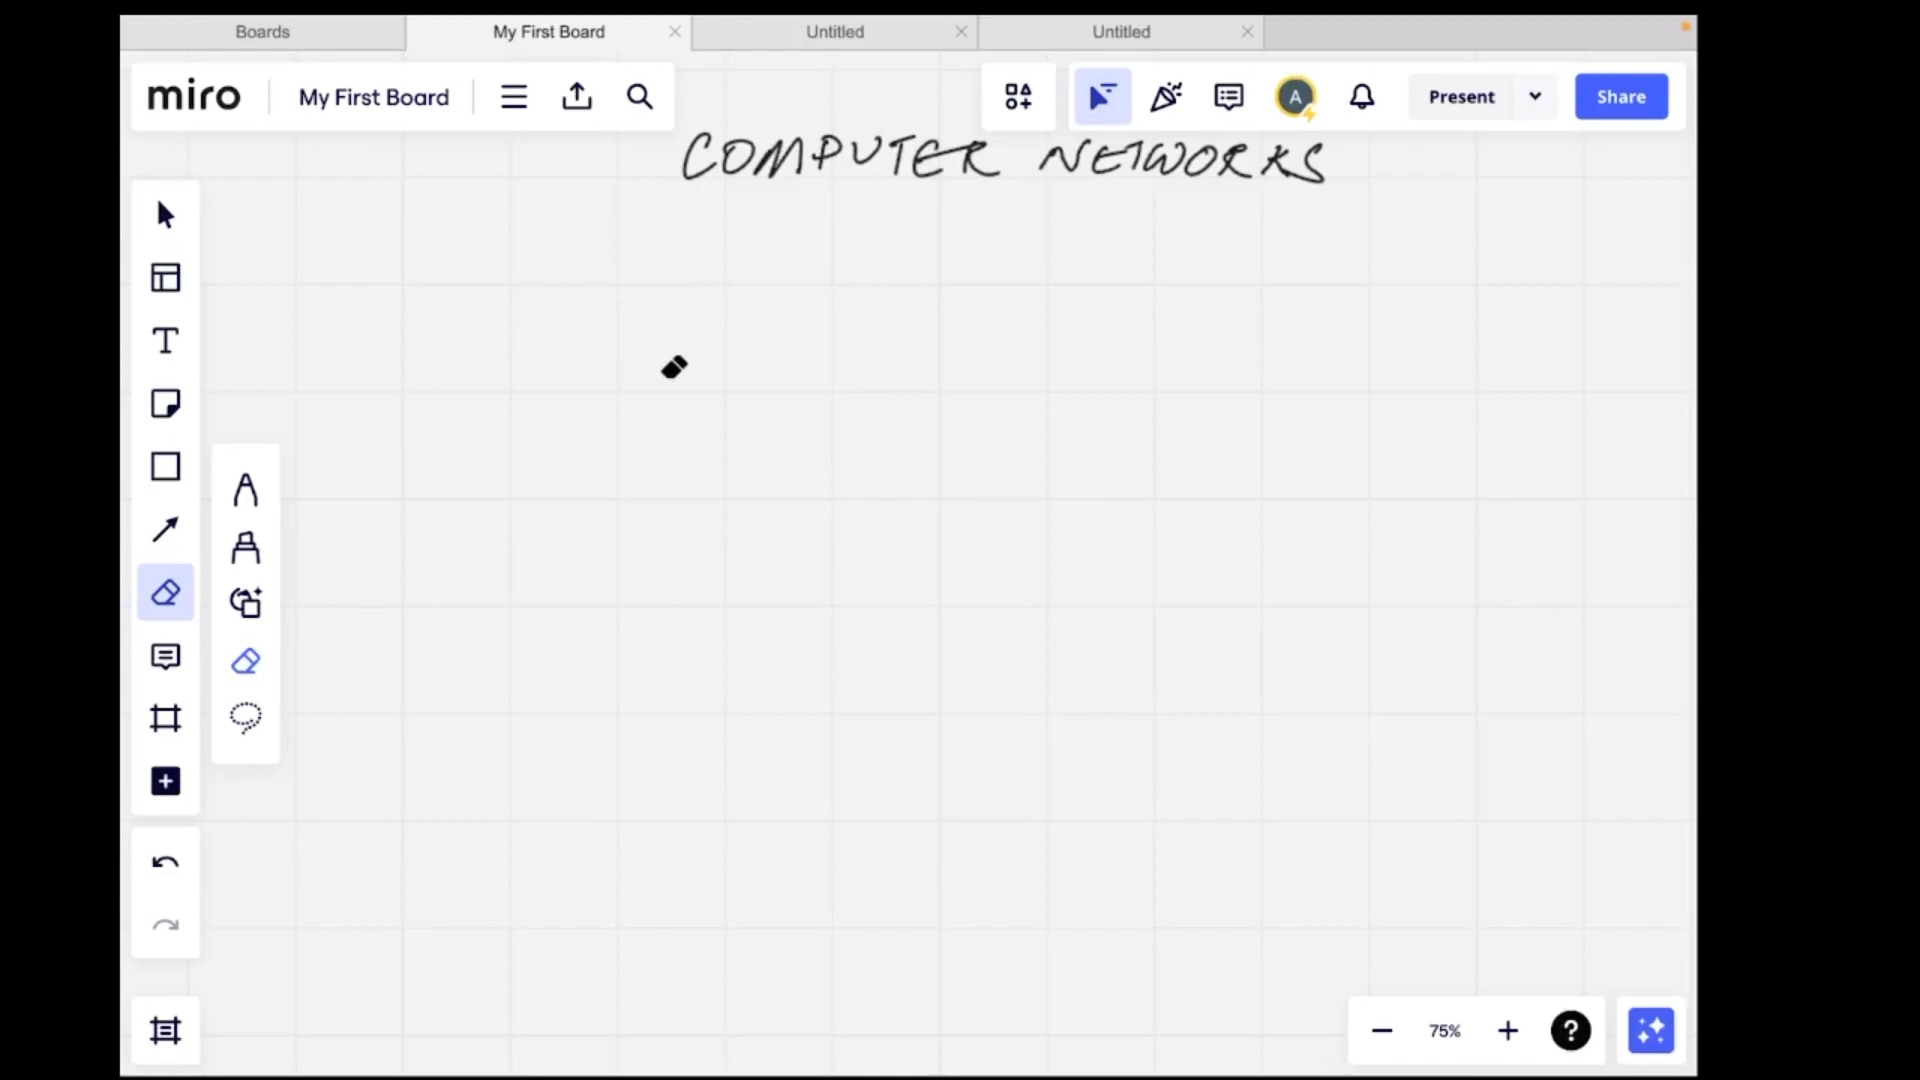 Boards My First Board Untitled Untitled
miro My First Board A Present Share
COMPUTER NETWORKS
T
75% ?